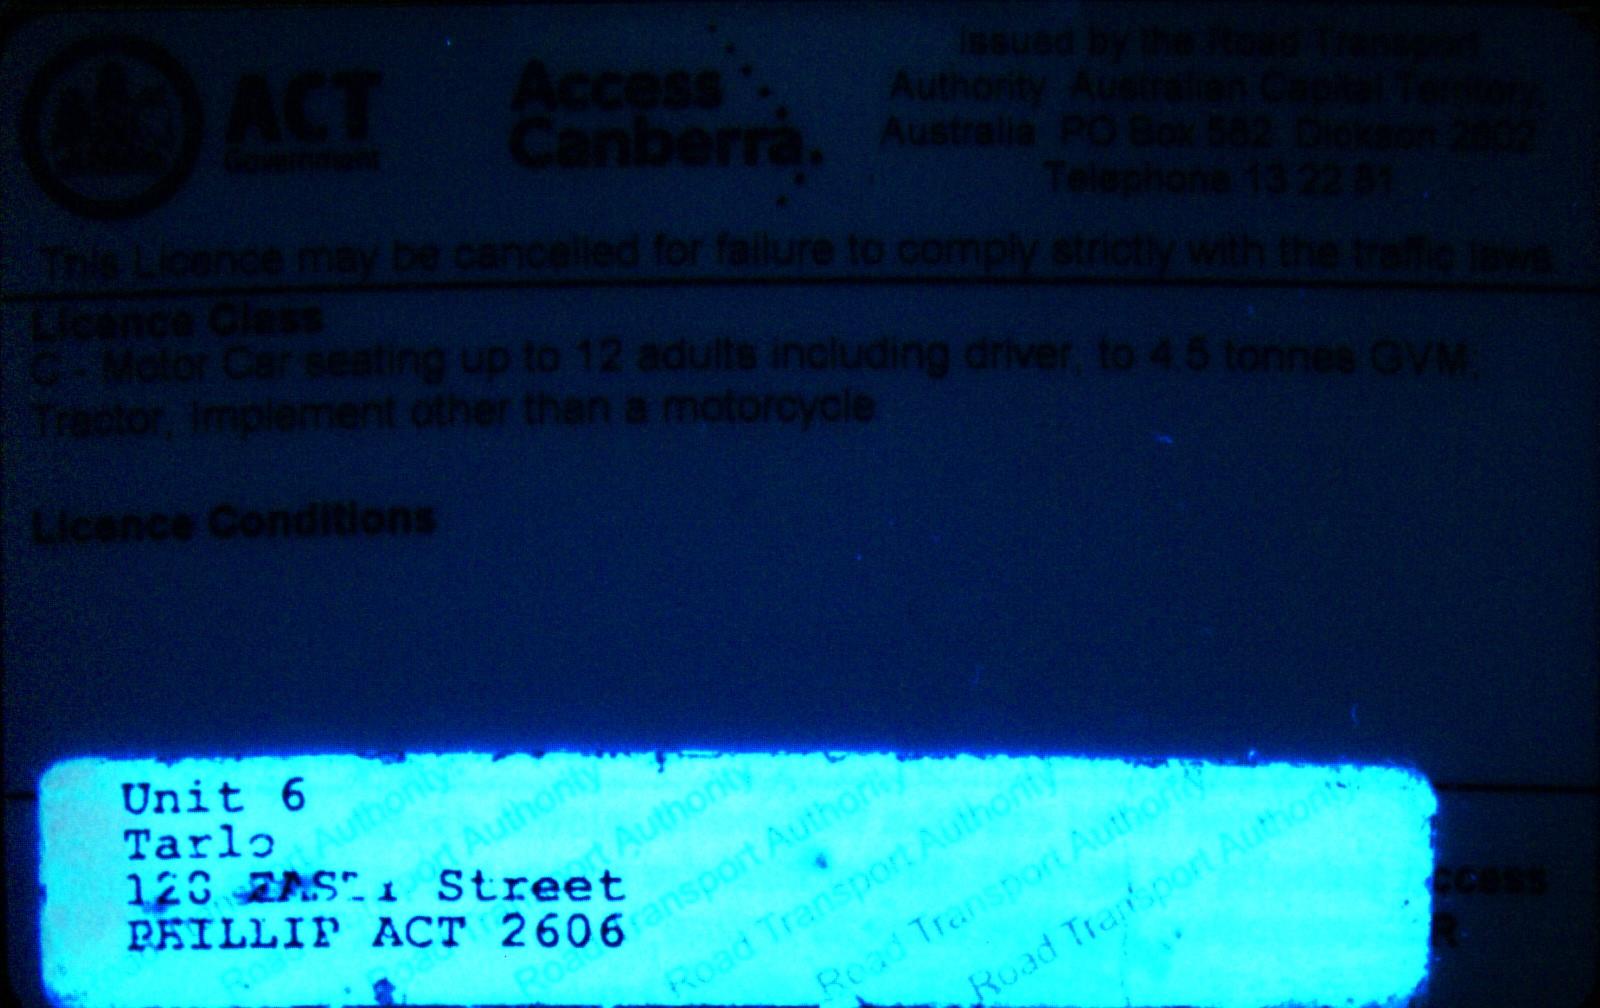 ACT
Government
Access
Canberra.
Issued by the Road Transport
Authority Australian Capital Territory,
Australia PO Box 582 Dickson 2602
Telephone 13 22 81
This Licence may be cancelled for failure to comply strictly with the traffic laws
Licence Class
C - Motor Car seating up to 12 adults including driver, to 4.5 tonnes GVM;
Tractor, Implement other than a motorcycle
Licence Conditions
Unit 6
Tarlo
Street
PHILLIP ACT 2606
Road Transport Authority
Road Transport Authority
Road Transport Authority
Road Transport Authority
Road Transport Authority
Road Transport Authority